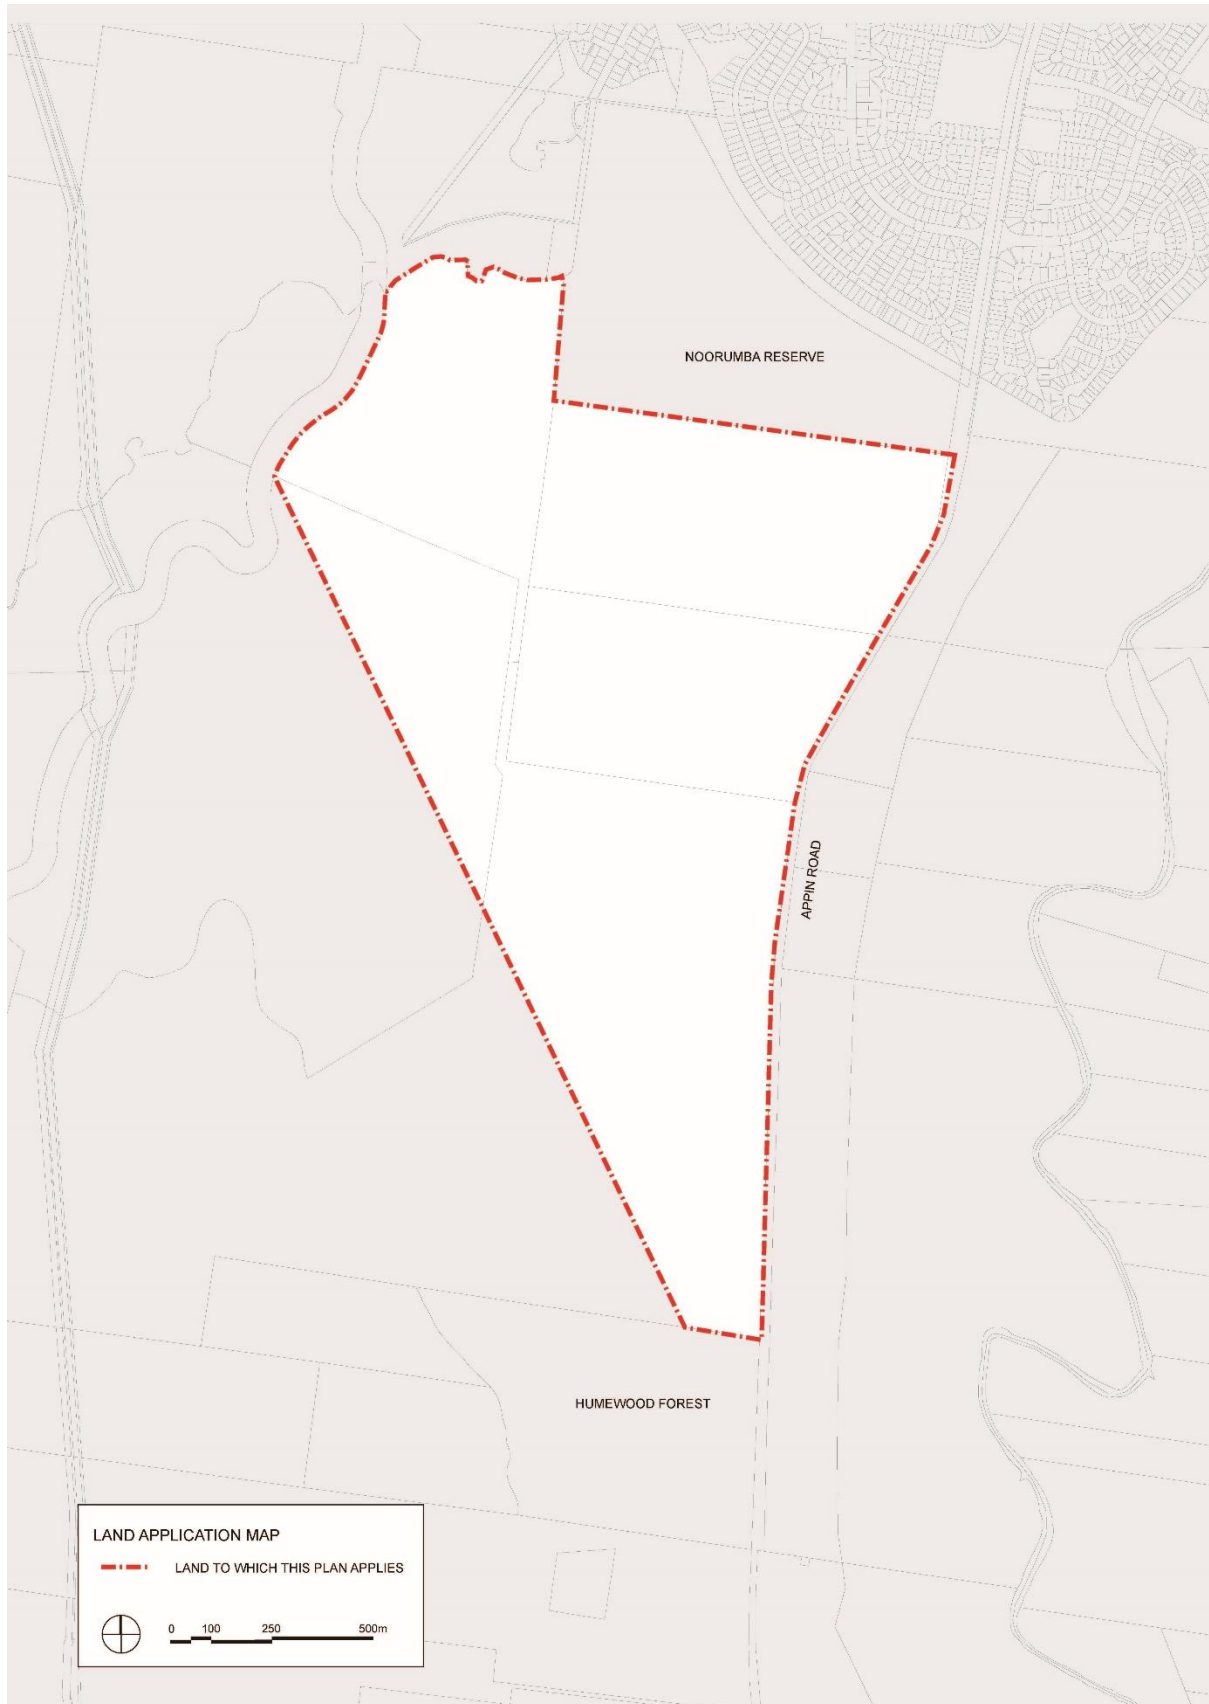 NOORUMBA RESERVE
APPIN ROAD
HUMEWOOD FOREST
LAND APPLICATION MAP
LAND TO WHICH THIS PLAN APPLIES
0 100 250 500m